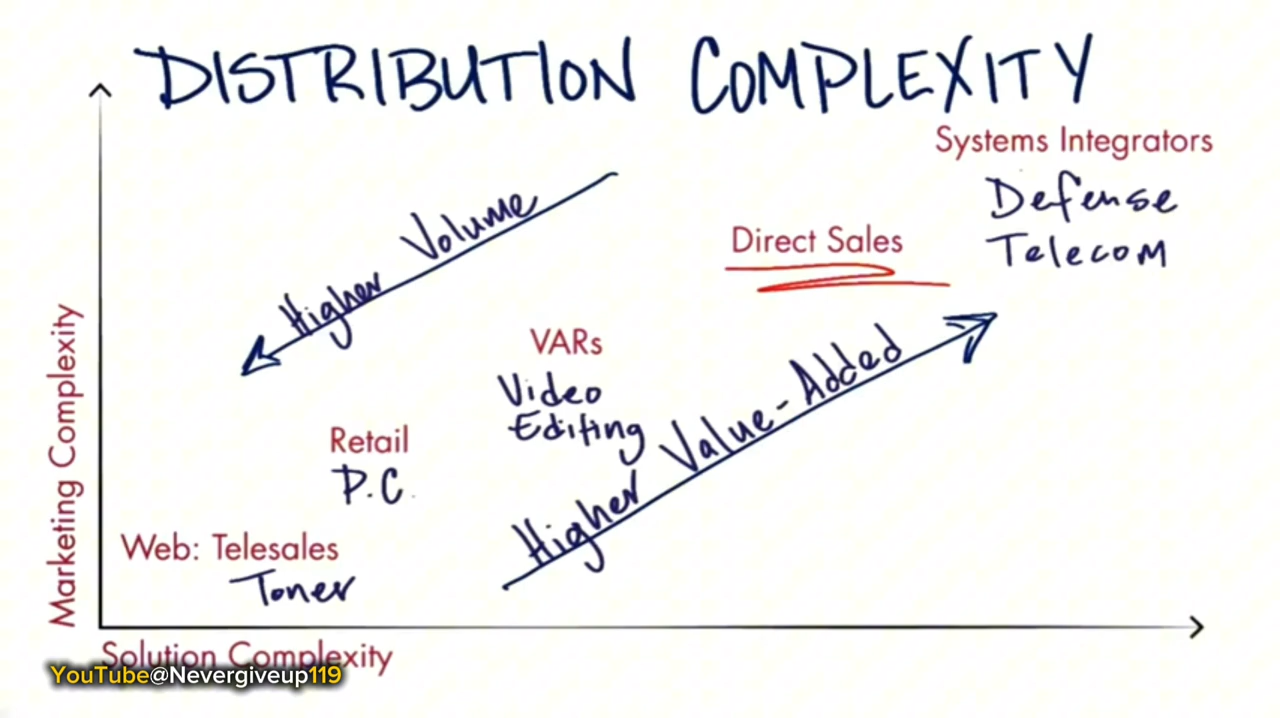 DISTRIBUTION COMPLEXITY
Systems Integrators
Defense
Telecom
Direct Sales
Higher Volume
VARs
Video
Editing
Higher Value-Added
Retail
P.C.
Web: Telesales
Toner
Marketing Complexity
Solution Complexity
YouTube@Nevergiveup119